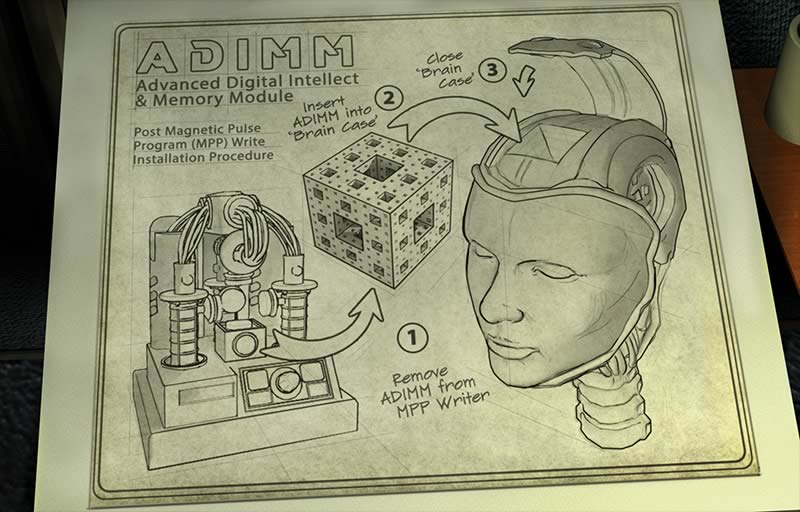 ADIMM
Advanced Digital Intellect
& Memory Module
Post Magnetic Pulse
Program (MPP) Write
Installation Procedure
Insert
ADIMM into
'Brain Case'
2
Close
'Brain
Case'
3
1
Remove
ADIMM from
MPP Writer